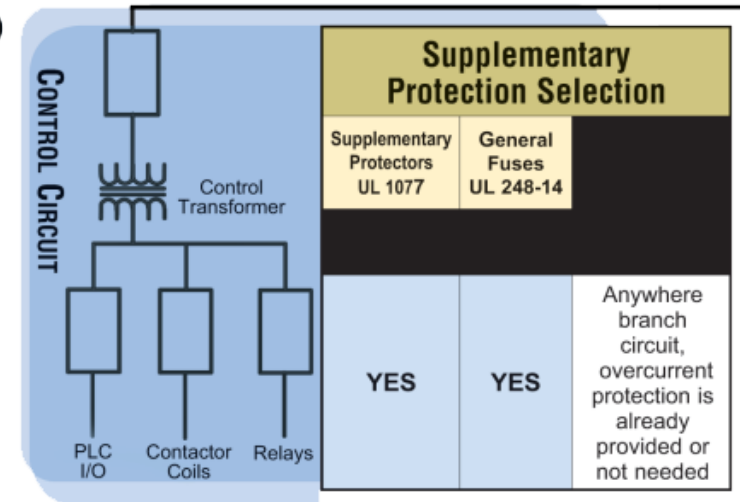 CONTROL CIRCUIT
Control
Transformer
PLC
I/O
Contactor
Coils
Relays
Supplementary
Protection Selection
Supplementary
Protectors
UL 1077
General
Fuses
UL 248-14
YES
YES
Anywhere
branch
circuit,
overcurrent
protection is
already
provided or
not needed